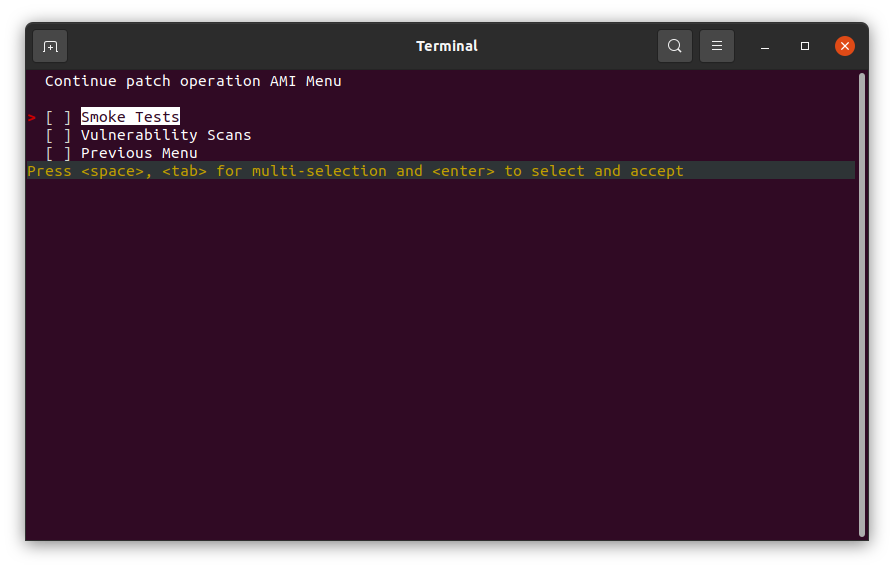 Terminal
Continue patch operation AMI Menu
> [ ] Smoke Tests
[ ] Vulnerability Scans
[ ] Previous Menu
Press <space>, <tab> for multi-selection and <enter> to select and accept